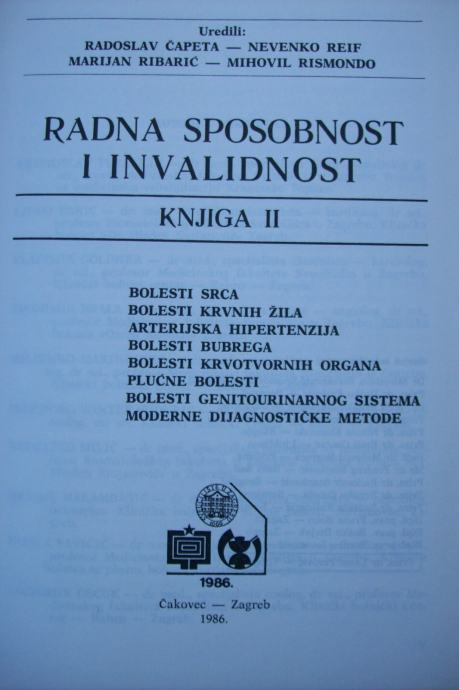 Uredili:
RADOSLAV ČAPETA — NEVENKO REIF
MARIJAN RIBARIĆ — MIHOVIL RISMONDO
RADNA SPOSOBNOST
I INVALIDNOST
KNJIGA II
BOLESTI SRCA
BOLESTI KRVNIH ŽILA
ARTERIJSKA HIPERTENZIJA
BOLESTI BUBREGA
BOLESTI KRVOTVORNIH ORGANA
PLUĆNE BOLESTI
BOLESTI GENITOURINARNOG SISTEMA
MODERNE DIJAGNOSTIČKE METODE
1986.
Čakovec — Zagreb
1986.